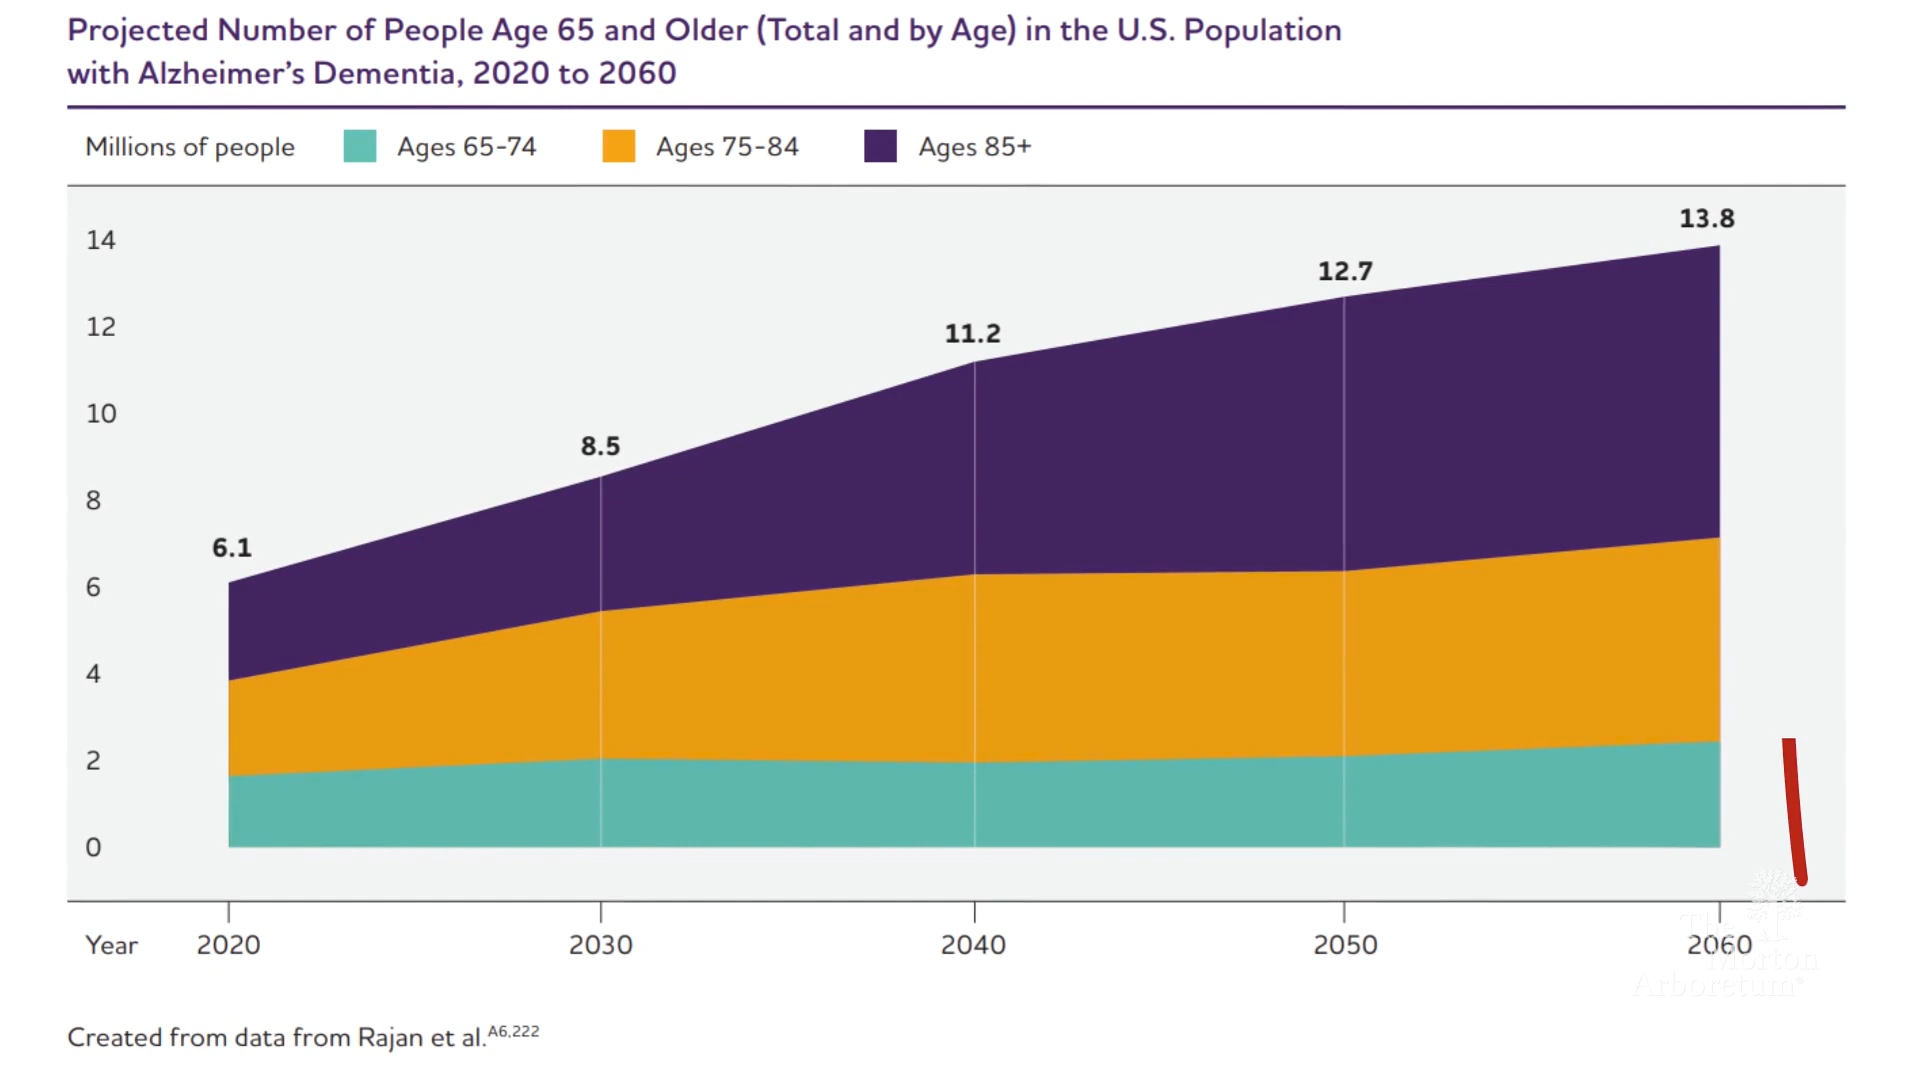 Projected Number of People Age 65 and Older (Total and by Age) in the U.S. Population
with Alzheimer’s Dementia, 2020 to 2060
Millions of people Ages 65-74 Ages 75-84 Ages 85+
13.8
14
12.7
12
11.2
10
8.5
8
6.1
6
4
2
0
Year 2020 2030 2040 2050 2060
The
Morton
Arboretum®
Created from data from Rajan et al.A6,222